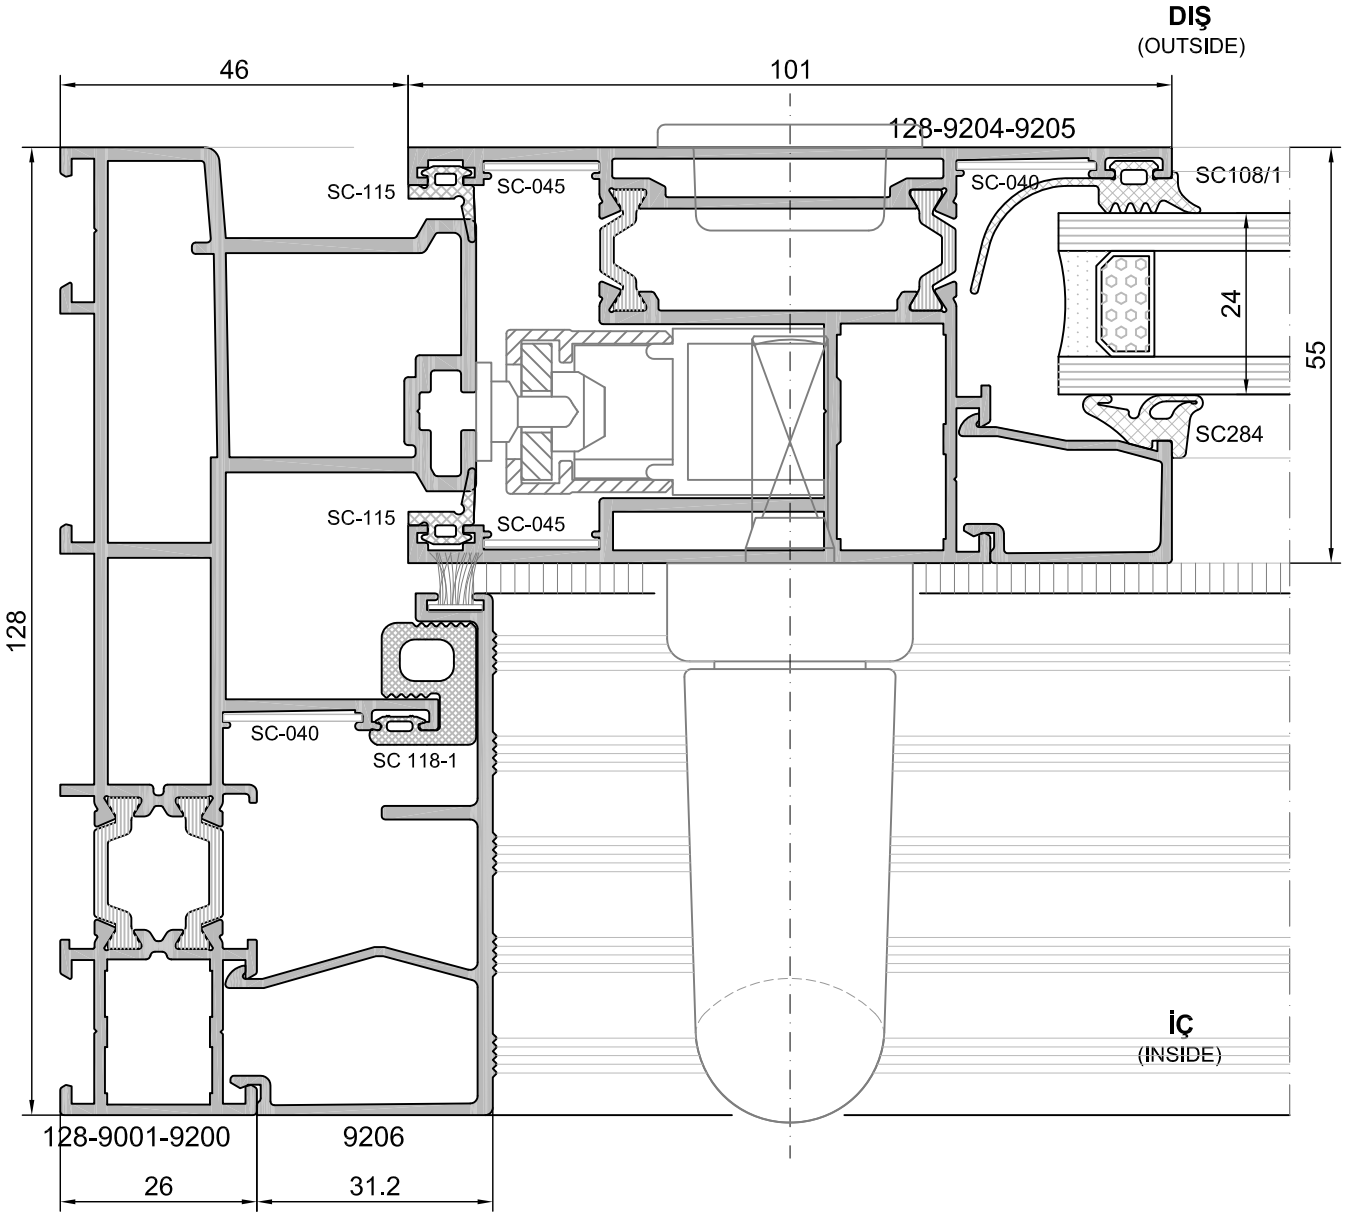 DIŞ
(OUTSIDE)
46
101
128-9204-9205
SC-115
SC-045
SC-040
SC108/1
24
55
SC284
SC-115
SC-045
128
SC-040
SC 118-1
İÇ
(INSIDE)
128-9001-9200
9206
26
31.2